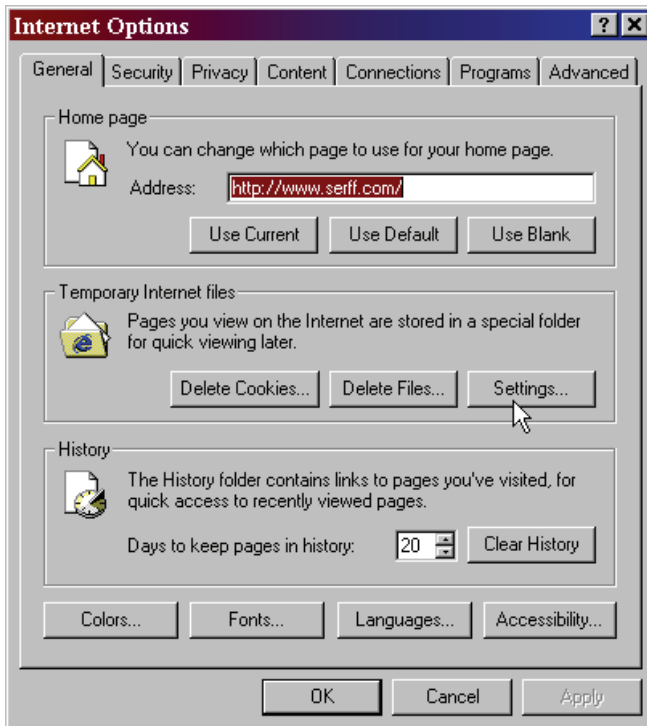 Internet Options
General Security Privacy Content Connections Programs Advanced
Home page
You can change which page to use for your home page.
Address: http://www.serff.com/
Use Current Use Default Use Blank
Temporary Internet files
Pages you view on the Internet are stored in a special folder
for quick viewing later.
Delete Cookies... Delete Files... Settings...
History
The History folder contains links to pages you've visited, for
quick access to recently viewed pages.
Days to keep pages in history: 20 Clear History
Colors... Fonts... Languages... Accessibility...
OK Cancel Apply